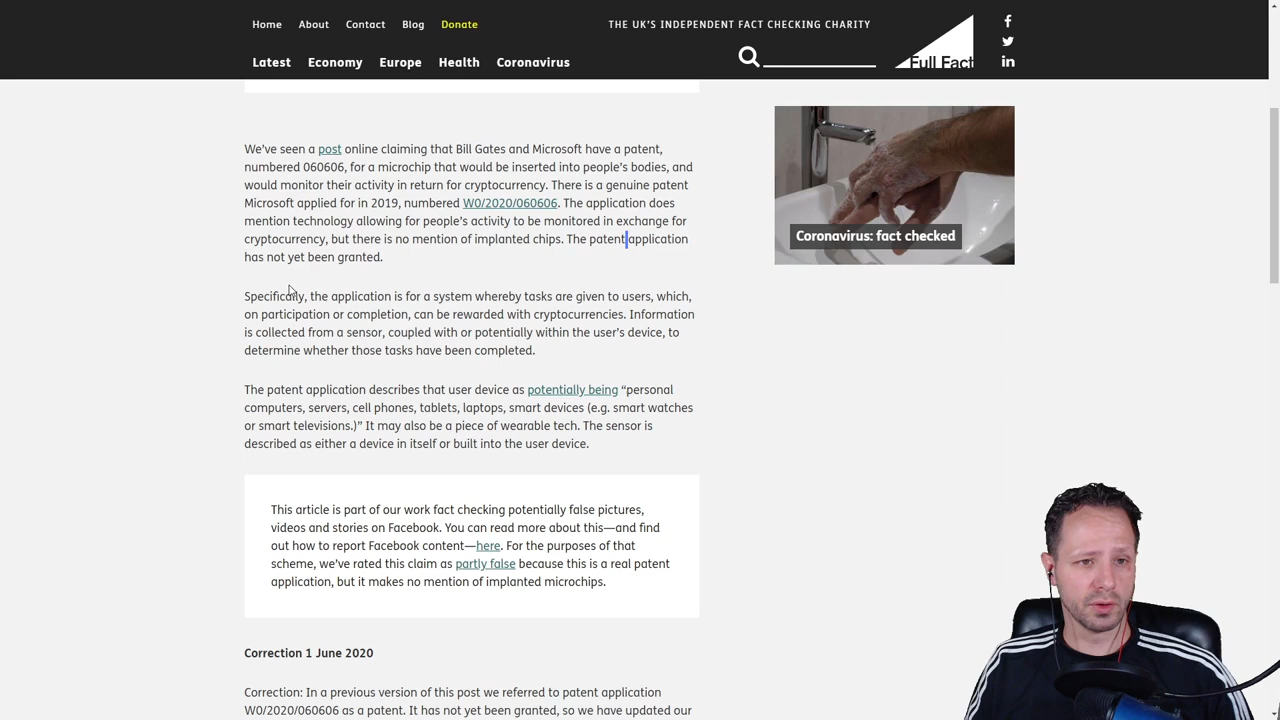 Home About Contact Blog Donate
THE UK'S INDEPENDENT FACT CHECKING CHARITY
Latest Economy Europe Health Coronavirus
Full Fact
We've seen a post online claiming that Bill Gates and Microsoft have a patent,
numbered 060606, for a microchip that would be inserted into people's bodies, and
would monitor their activity in return for cryptocurrency. There is a genuine patent
Microsoft applied for in 2019, numbered W0/2020/060606. The application does
mention technology allowing for people's activity to be monitored in exchange for
cryptocurrency, but there is no mention of implanted chips. The patent application
has not yet been granted.
Specifically, the application is for a system whereby tasks are given to users, which,
on participation or completion, can be rewarded with cryptocurrencies. Information
is collected from a sensor, coupled with or potentially within the user's device, to
determine whether those tasks have been completed.
The patent application describes that user device as potentially being “personal
computers, servers, cell phones, tablets, laptops, smart devices (e.g. smart watches
or smart televisions.)” It may also be a piece of wearable tech. The sensor is
described as either a device in itself or built into the user device.
This article is part of our work fact checking potentially false pictures,
videos and stories on Facebook. You can read more about this—and find
out how to report Facebook content—here. For the purposes of that
scheme, we've rated this claim as partly false because this is a real patent
application, but it makes no mention of implanted microchips.
Correction 1 June 2020
Correction: In a previous version of this post we referred to patent application
W0/2020/060606 as a patent. It has not yet been granted, so we have updated our
Coronavirus: fact checked